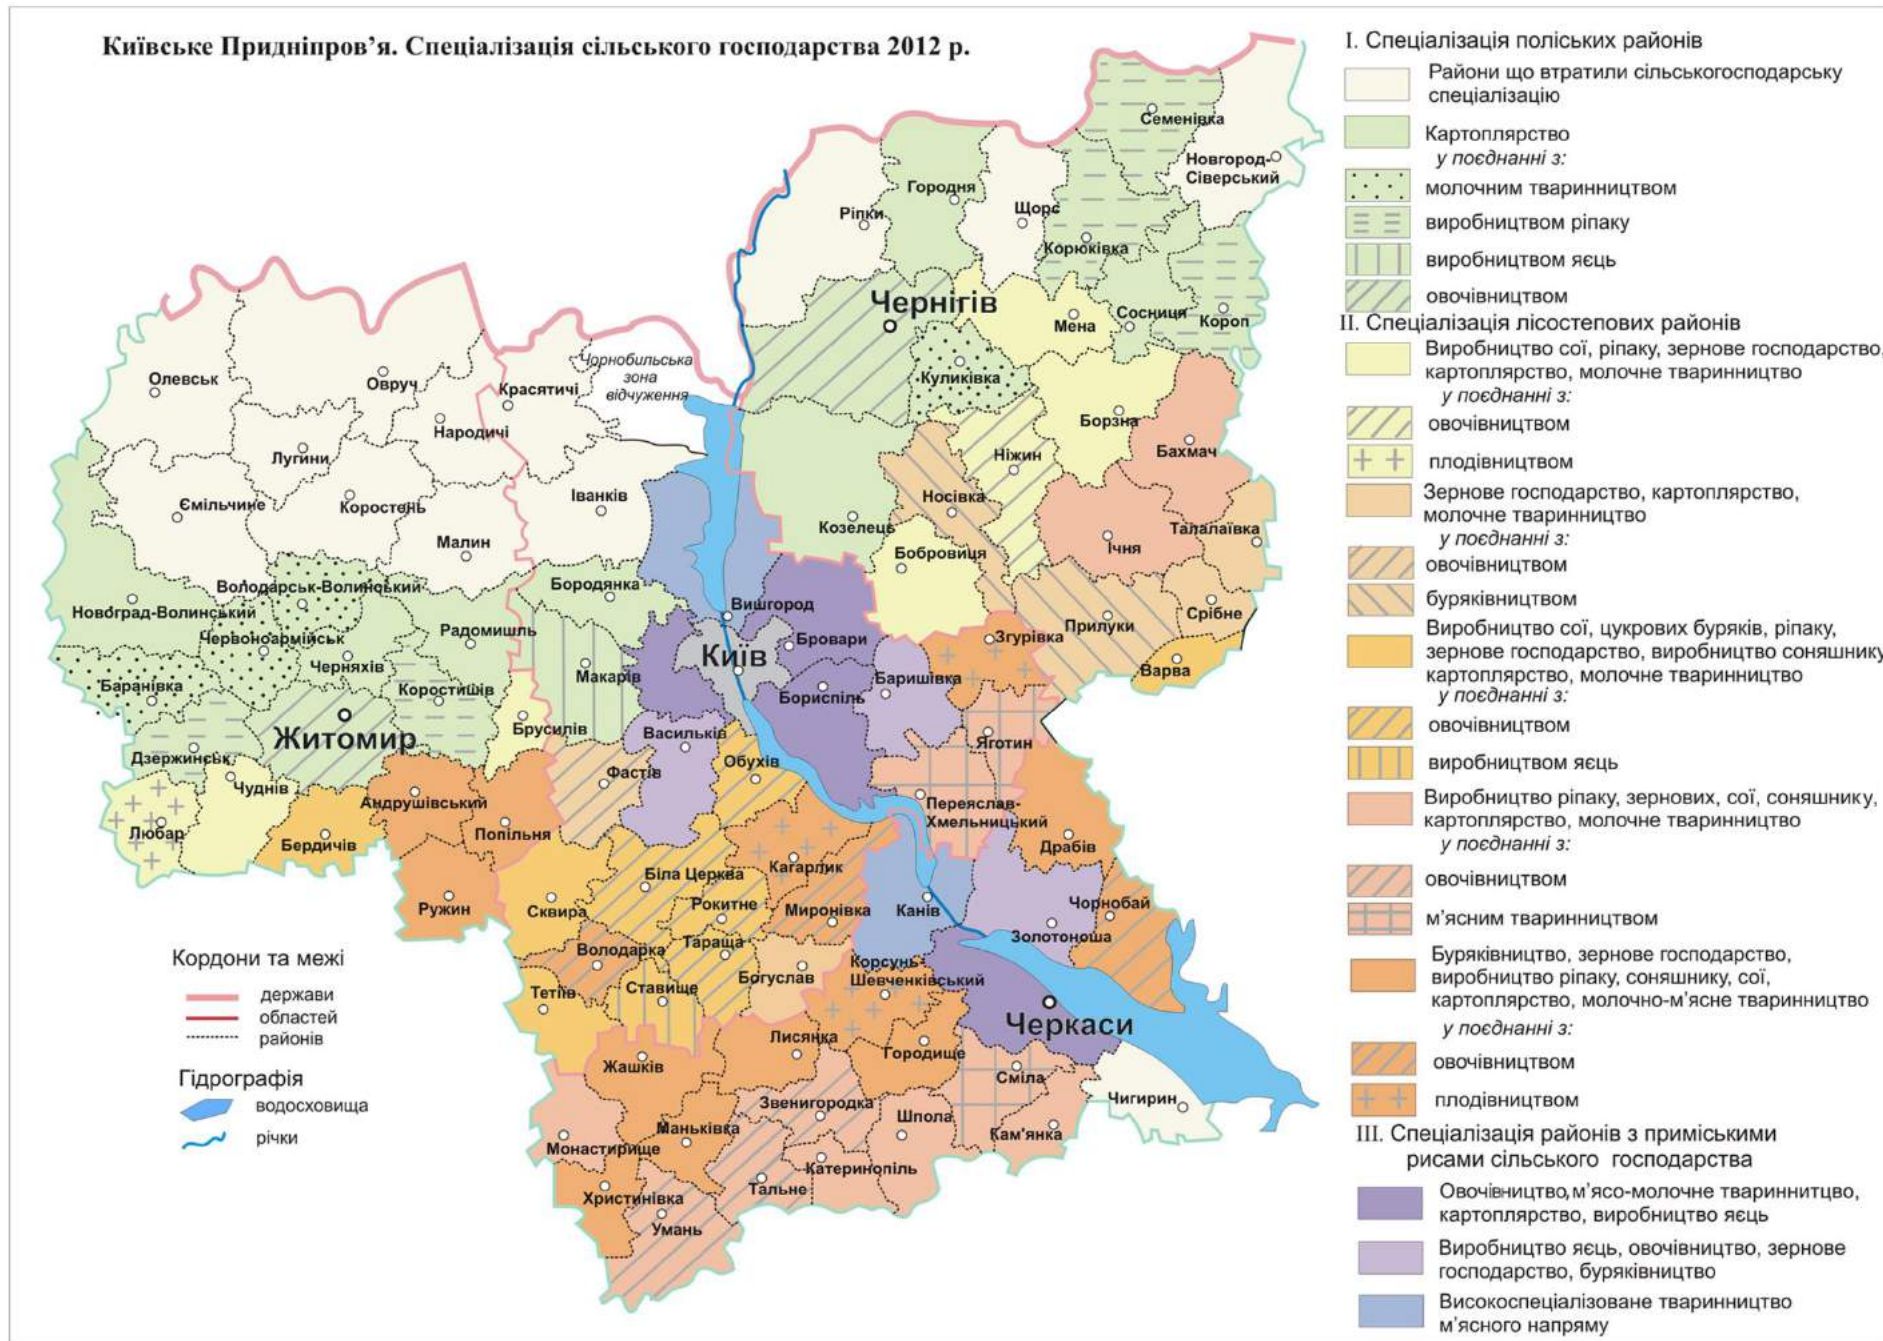 Київське Придніпров’я. Спеціалізація сільського господарства 2012 р.
Семенівка
Новгород-
Сіверський
Городня
Щорс
Ріпки
Корюківка
Чернігів
Мена
Сосниця
Короп
Чорнобильська
зона
відчуження
Куликівка
Олевськ
Овруч
Красятичі
Народичі
Борзна
Бахмач
Лугини
Ніжин
Носівка
Іванків
Ємільчине
Коростень
Козелець
Талалаївка
Малин
Ічня
Бобровиця
Володарськ-Волинський
Бородянка
Новоград-Волинський
Вишгород
Срібне
Прилуки
Червоноармійськ
Радомишль
Бровари
Згурівка
Черняхів
Київ
Макарів
Баришівка
Варва
Баранівка
Коростишів
Бориспіль
Житомир
Брусилів
Васильків
Яготин
Дзержинськ
Обухів
Фастів
Чуднів
Андрушівський
Переяслав-
Хмельницький
Любар
Бердичів
Попільня
Драбів
Кагарлик
Біла Церква
Ружин
Сквира
Рокитне
Миронівка
Канів
Чорнобай
Золотоноша
Володарка
Тараща
Богуслав
Корсунь-
Шевченківський
Тетіїв
Ставище
Черкаси
Лисянка
Городище
Жашків
Сміла
Чигирин
Звенигородка
Шпола
Маньківка
Кам'янка
Монастирище
Катеринопіль
Христинівка
Тальне
Умань
Кордони та межі
держави
областей
районів
Гідрографія
водосховища
річки
I. Спеціалізація поліських районів
Райони що втратили сільськогосподарську
спеціалізацію
Картоплярство
у поєднанні з:
молочним тваринництвом
виробництвом ріпаку
виробництвом яєць
овочівництвом
II. Спеціалізація лісостепових районів
Виробництво сої, ріпаку, зернове господарство,
картоплярство, молочне тваринництво
у поєднанні з:
овочівництвом
плодівництвом
Зернове господарство, картоплярство,
молочне тваринництво
у поєднанні з:
овочівництвом
буряківництвом
Виробництво сої, цукрових буряків, ріпаку,
зернове господарство, виробництво соняшнику
картоплярство, молочне тваринництво
у поєднанні з:
овочівництвом
виробництвом яєць
Виробництво ріпаку, зернових, сої, соняшнику,
картоплярство, молочне тваринництво
у поєднанні з:
овочівництвом
м’ясним тваринництвом
Буряківництво, зернове господарство,
виробництво ріпаку, соняшнику, сої,
картоплярство, молочно-м’ясне тваринництво
у поєднанні з:
овочівництвом
плодівництвом
III. Спеціалізація районів з приміськими
рисами сільського господарства
Овочівництво,м’ясо-молочне твариннитцво,
картоплярство, виробництво яєць
Виробництво яєць, овочівництво, зернове
господарство, буряківництво
Високоспеціалізоване тваринництво
м’ясного напряму